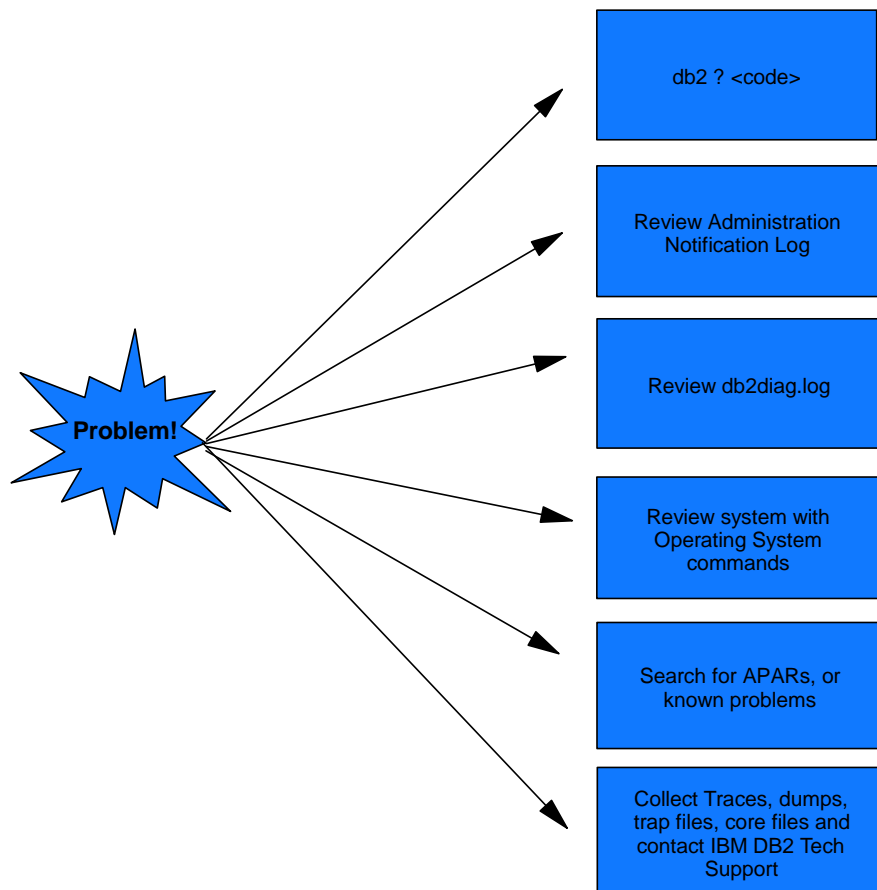 db2 ? <code>
Review Administration
Notification Log
Review db2diag.log
Problem!
Review system with
Operating System
commands
Search for APARs, or
known problems
Collect Traces, dumps,
trap files, core files and
contact IBM DB2 Tech
Support